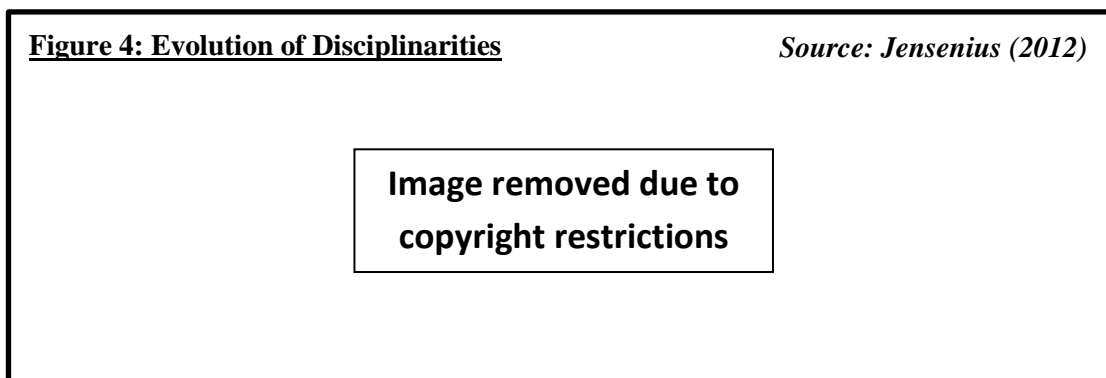 Figure 4: Evolution of Disciplinarities Source: Jensenius (2012)
Image removed due to
copyright restrictions